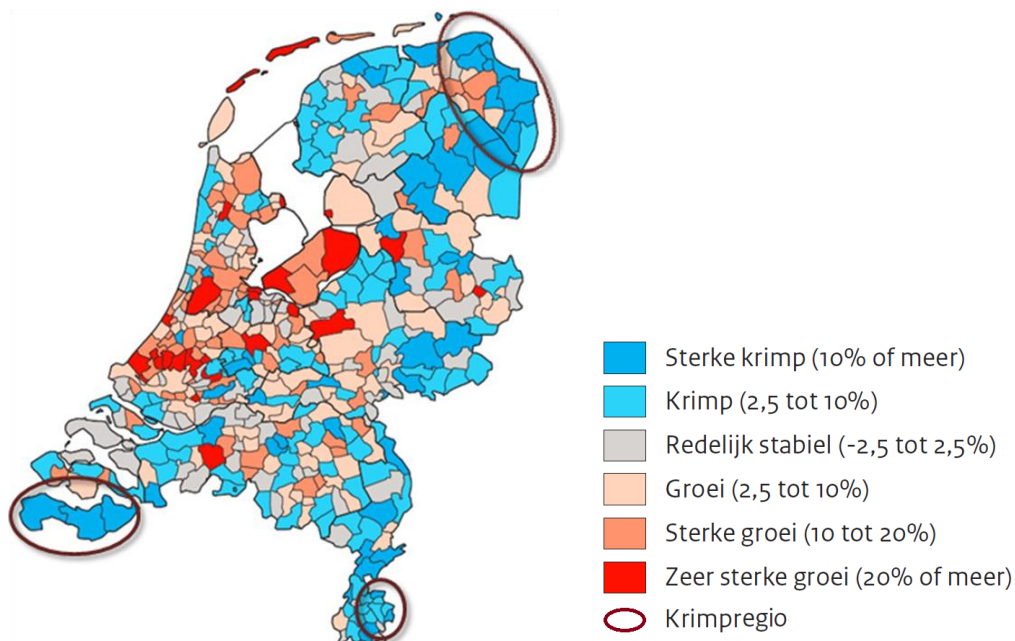 Sterke krimp (10% of meer)
Krimp (2,5 tot 10%)
Redelijk stabiel (-2,5 tot 2,5%)
Groei (2,5 tot 10%)
Sterke groei (10 tot 20%)
Zeer sterke groei (20% of meer)
Krimpregio